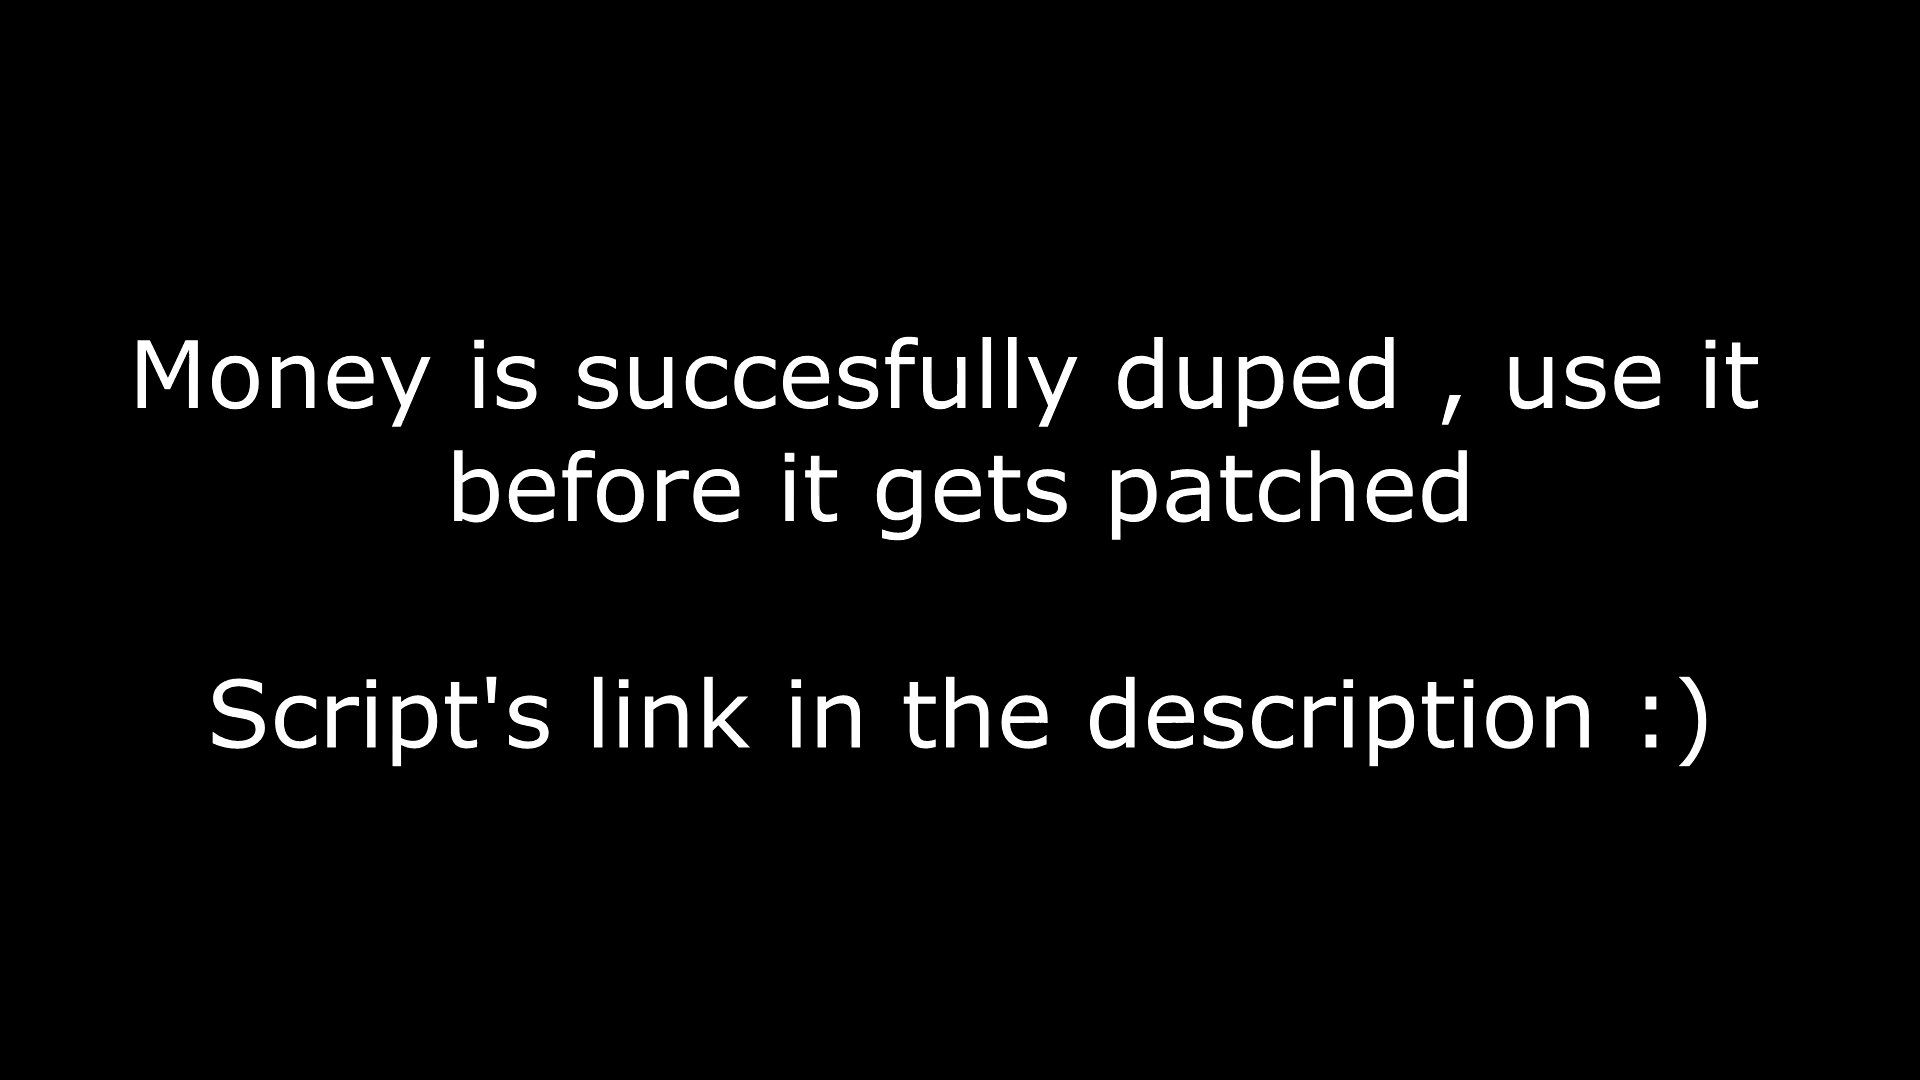 Money is succesfully duped , use it
before it gets patched
Script's link in the description :)